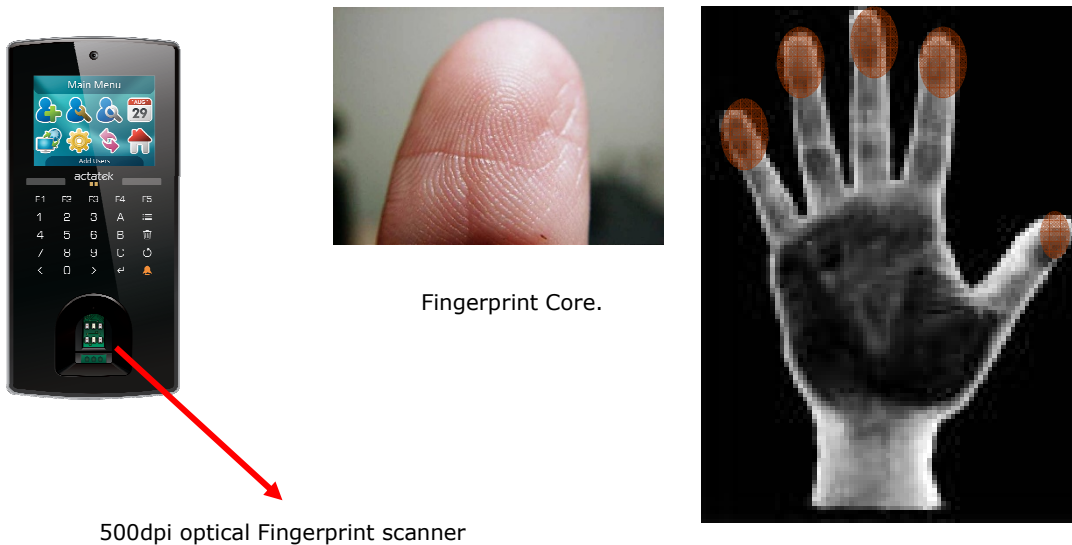 Main Menu
AUG
29
Add Users
actatek
F1 F2 F3 F4 F5
1 2 3 A
4 5 6 B
7 8 9 C
< 0 >
Fingerprint Core.
500dpi optical Fingerprint scanner